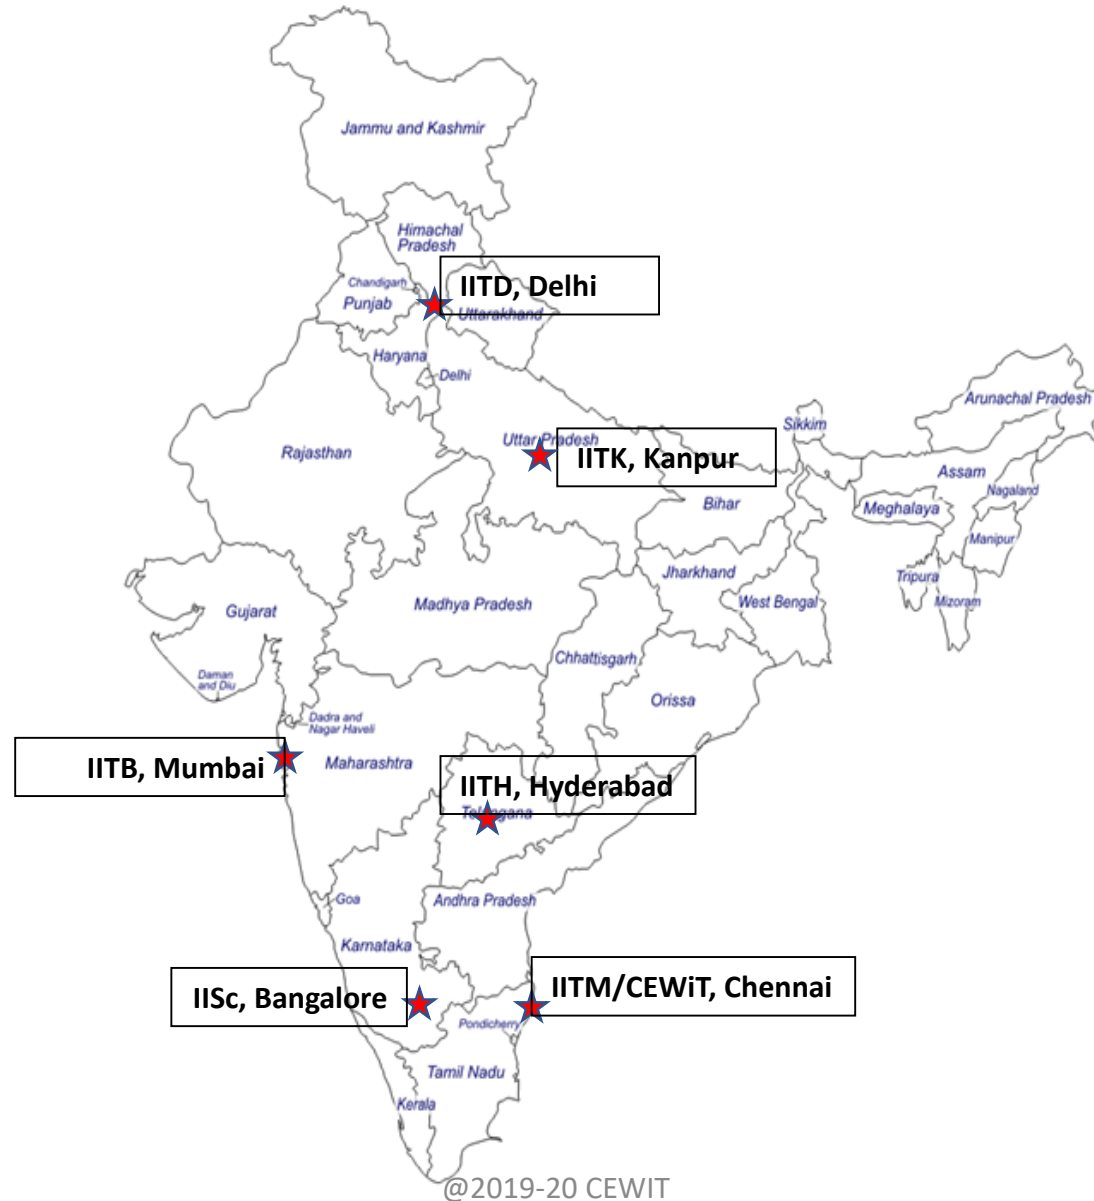 Jammu and Kashmir
Himachal
Pradesh
IITD, Delhi
Chandigarh
Punjab
Uttarakhand
Haryana
Delhi
Arunachal Pradesh
Sikkim
Uttar Pradesh
Rajasthan
IITK, Kanpur
Assam
Nagaland
Bihar
Meghalaya
Manipur
Jharkhand
Tripura
Mizoram
Madhya Pradesh
West Bengal
Gujarat
Chhattisgarh
Daman
and Diu
Orissa
Dadra and
Nagar Haveli
IITB, Mumbai
Maharashtra
IITH, Hyderabad
Telangana
Goa
Andhra Pradesh
Karnataka
IISc, Bangalore
IITM/CEWiT, Chennai
Pondicherry
Tamil Nadu
Kerala
@2019-20 CEWIT